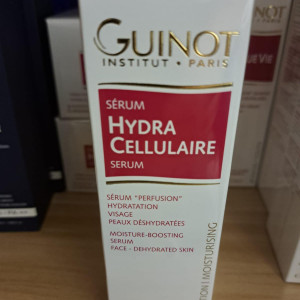 GUINOT
INSTITUT • PARIS
SÉRUM
HYDRA
CELLULAIRE
SERUM
SÉRUM "PERFUSION"
HYDRATATION
VISAGE
PEAUX DÉSHYDRATÉES
MOISTURE-BOOSTING
SERUM
FACE - DEHYDRATED SKIN
MOISTURISING